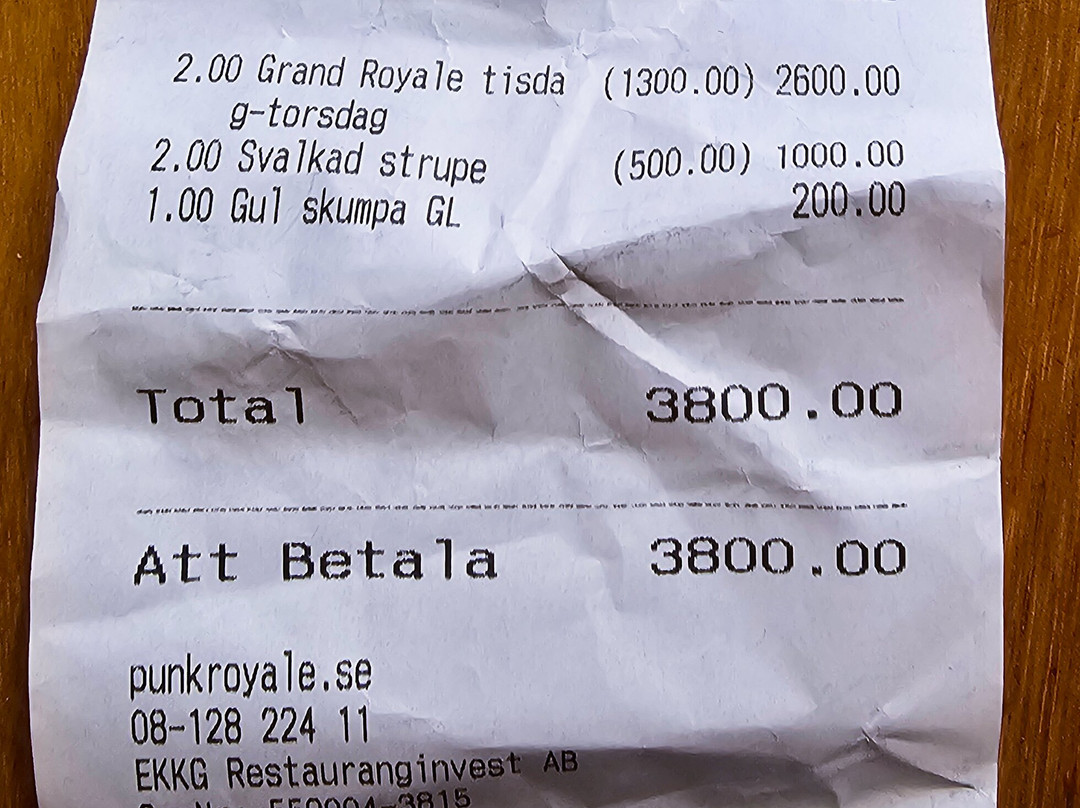 2.00 Grand Royale tisda (1300.00) 2600.00
g-torsdag
2.00 Svalkad strupe (500.00) 1000.00
1.00 Gul skumpa GL 200.00
Total 3800.00
Att Betala 3800.00
punkroyale.se
08-128 224 11
EKKG Restauranginvest AB